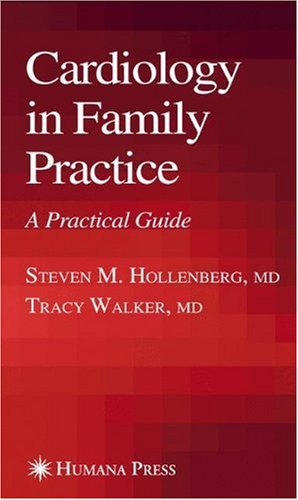 Cardiology
in Family
Practice
A Practical Guide
STEVEN M. HOLLENBERG, MD
TRACY WALKER, MD
HUMANA PRESS